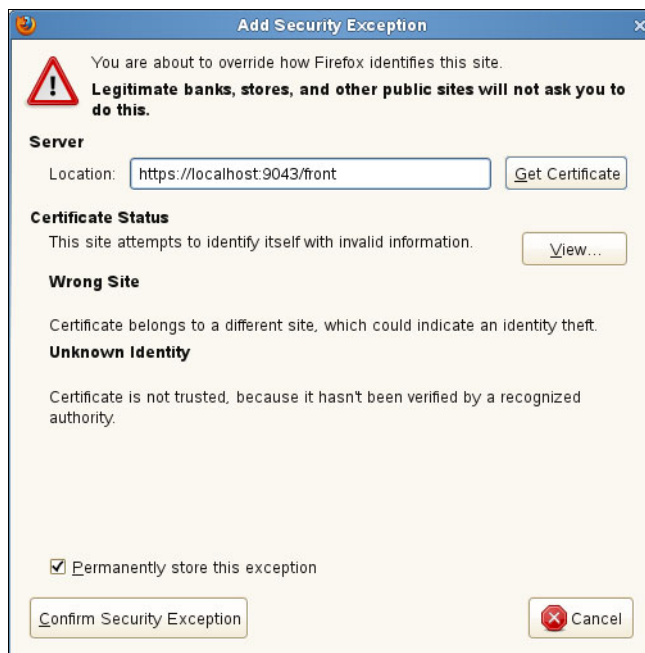 Add Security Exception
You are about to override how Firefox identifies this site.
Legitimate banks, stores, and other public sites will not ask you to
do this.
Server
Location: https://localhost:9043/front Get Certificate
Certificate Status
This site attempts to identify itself with invalid information. View...
Wrong Site
Certificate belongs to a different site, which could indicate an identity theft.
Unknown Identity
Certificate is not trusted, because it hasn't been verified by a recognized
authority.
Permanently store this exception
Confirm Security Exception Cancel